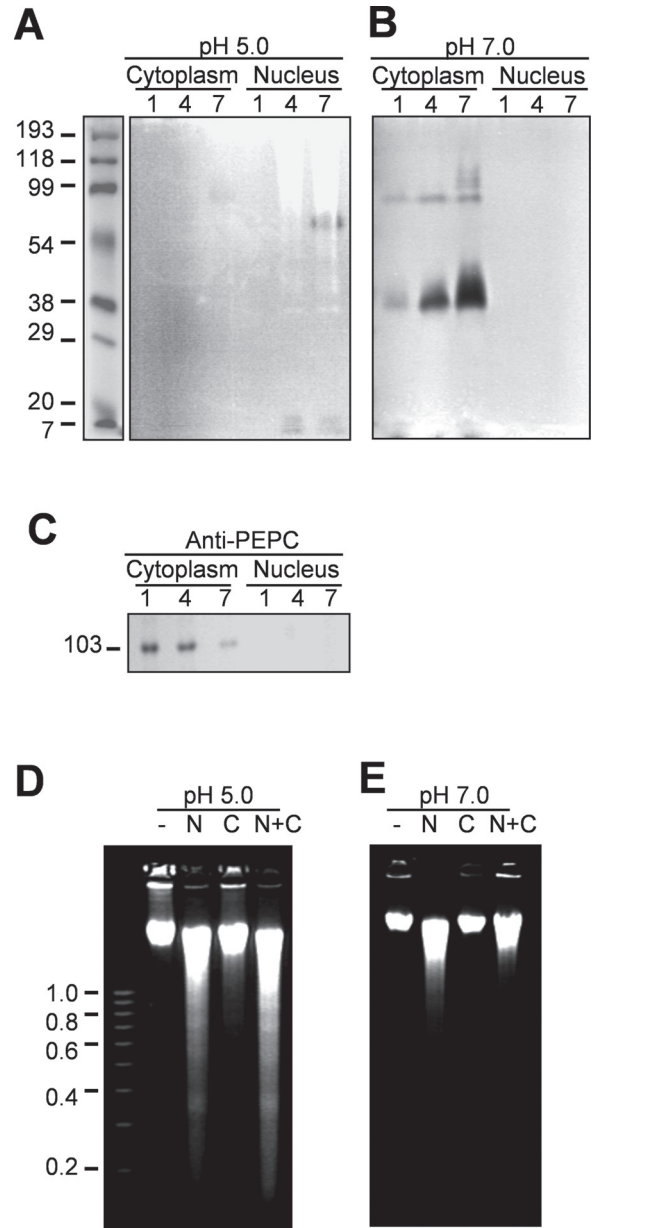 A
pH 5.0
Cytoplasm Nucleus
1 4 7 1 4 7
193
118
99
54
38
29
20
7
B
pH 7.0
Cytoplasm Nucleus
1 4 7 1 4 7
C
Anti-PEPC
Cytoplasm Nucleus
1 4 7 1 4 7
103
D
pH 5.0
- N C N+C
1.0
0.8
0.6
0.4
0.2
E
pH 7.0
- N C N+C